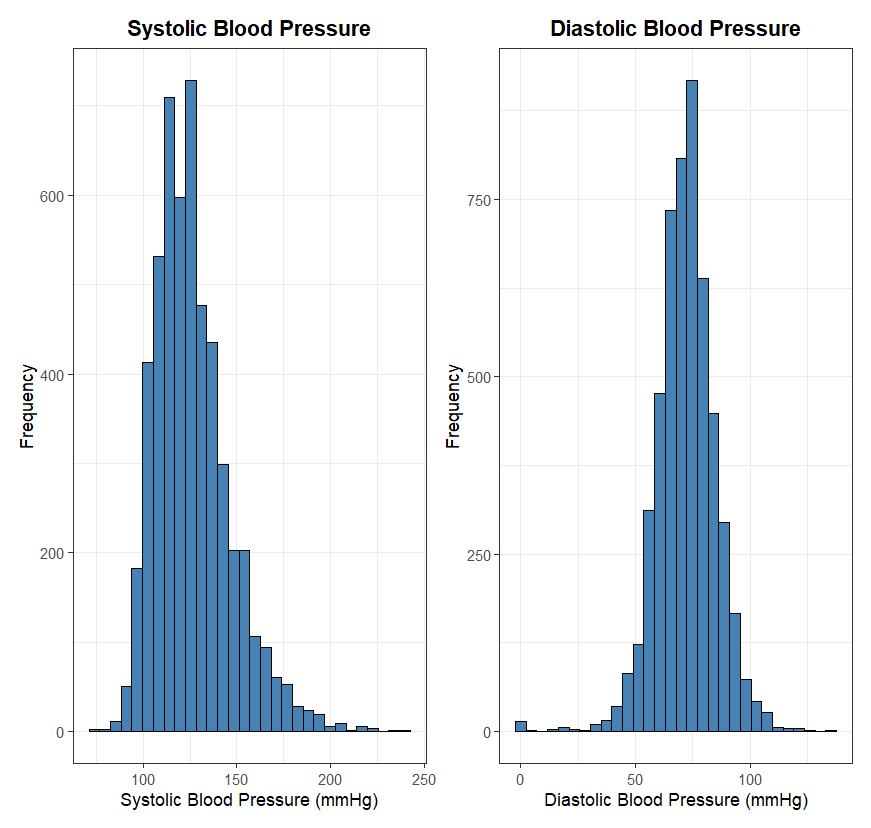 Systolic Blood Pressure
Frequency
600
400
200
0
100 150 200 250
Systolic Blood Pressure (mmHg)
Diastolic Blood Pressure
Frequency
750
500
250
0
0 50 100
Diastolic Blood Pressure (mmHg)